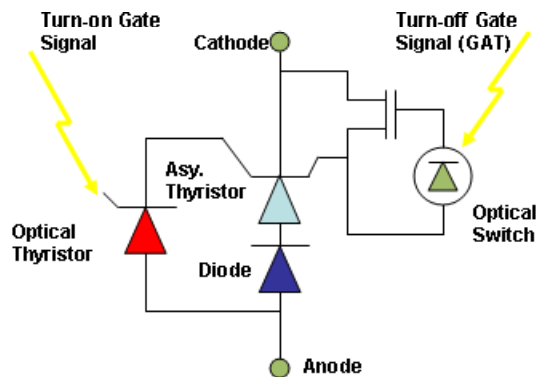 Turn-on Gate
Signal
Cathode
Turn-off Gate
Signal (GAT)
Asy.
Thyristor
Optical
Thyristor
Diode
Optical
Switch
Anode